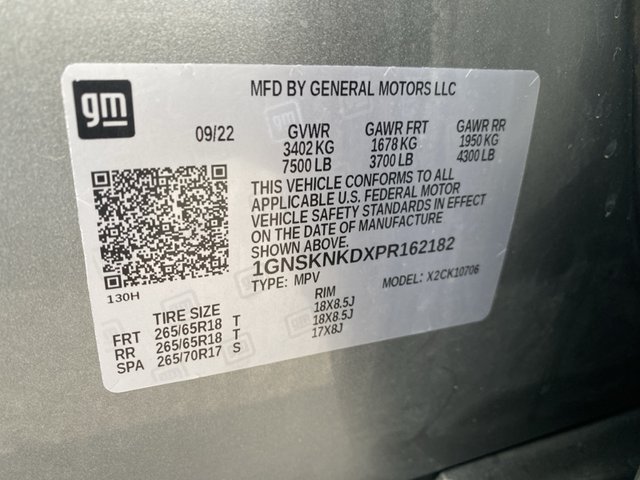 gm
MFD BY GENERAL MOTORS LLC
09/22 GVWR GAWR FRT GAWR RR
3402 KG 1678 KG 1950 KG
7500 LB 3700 LB 4300 LB
THIS VEHICLE CONFORMS TO ALL
APPLICABLE U.S. FEDERAL MOTOR
VEHICLE SAFETY STANDARDS IN EFFECT
ON THE DATE OF MANUFACTURE
SHOWN ABOVE.
1GNSKNKDXPR162182
TYPE: MPV MODEL: X2CK10706
130H
TIRE SIZE RIM
FRT 265/65R18 T 18X8.5J
RR 265/65R18 T 18X8.5J
SPA 265/70R17 S 17X8J